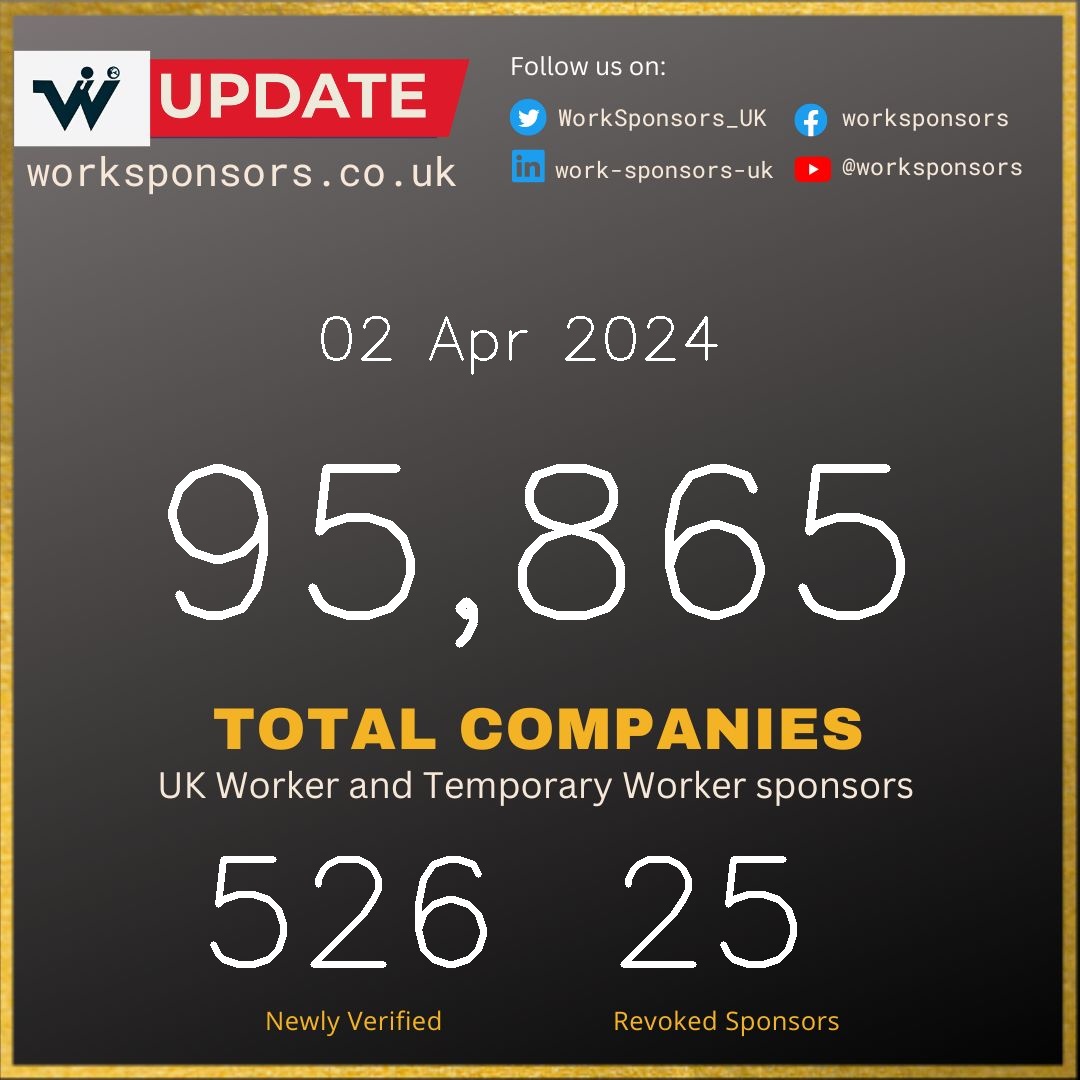 UPDATE
worksponsors.co.uk
Follow us on:
WorkSponsors_UK
worksponsors
work-sponsors-uk
@worksponsors
02 Apr 2024
95,865
TOTAL COMPANIES
UK Worker and Temporary Worker sponsors
526 25
Newly Verified Revoked Sponsors